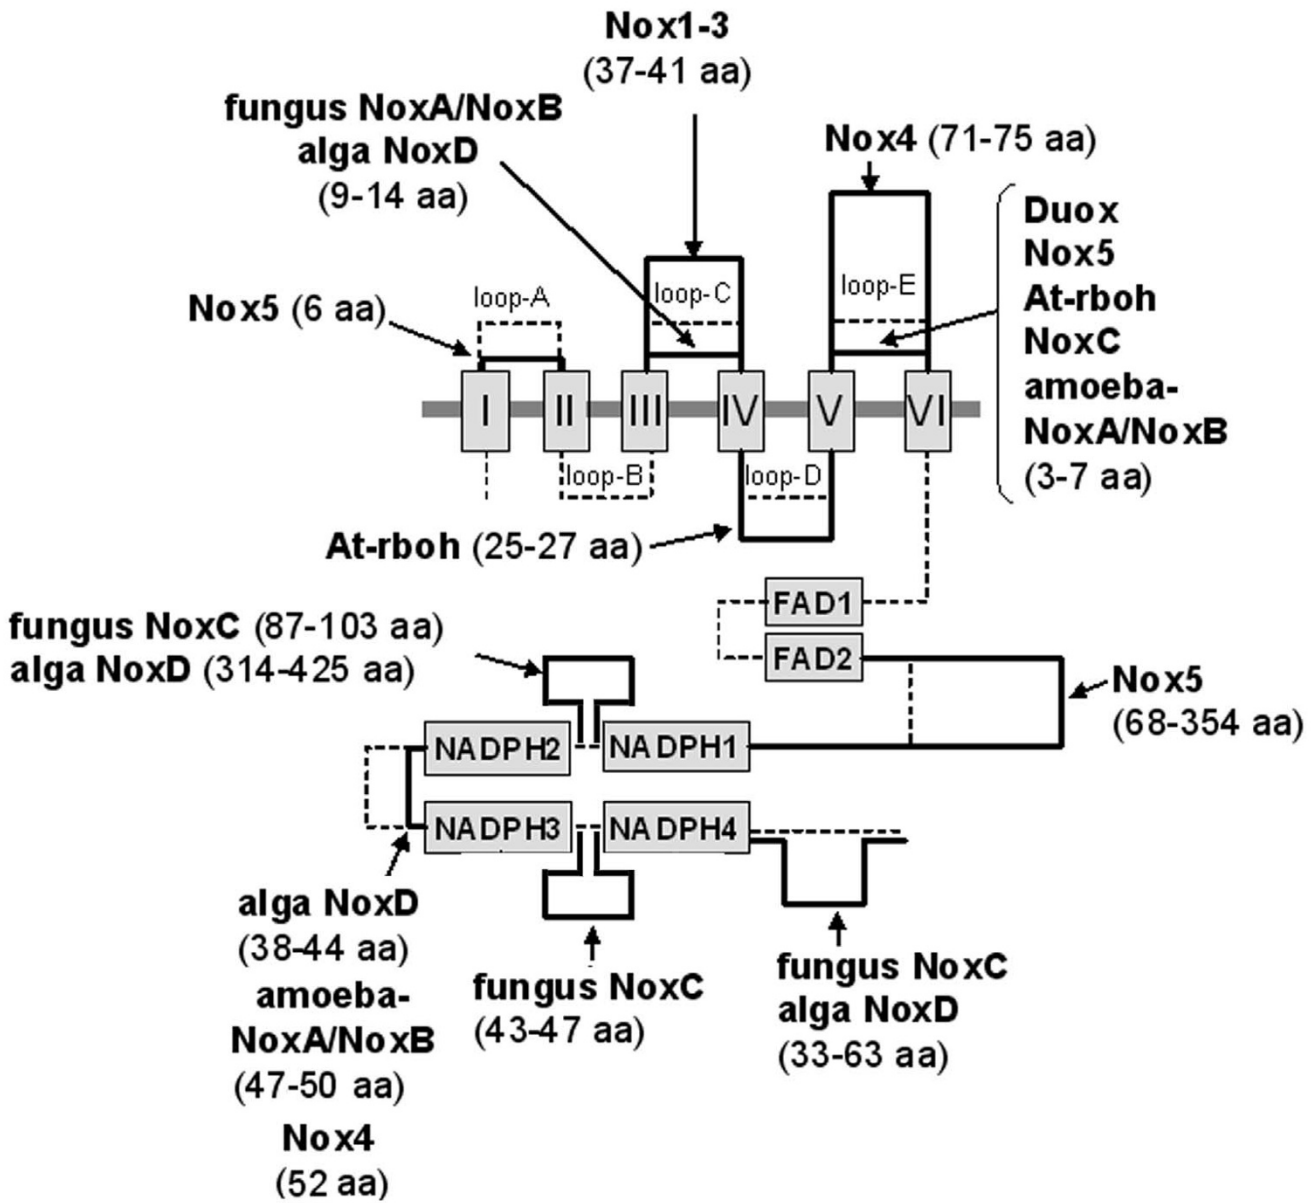 Nox1-3
(37-41 aa)
fungus NoxA/NoxB
alga NoxD
(9-14 aa)
Nox4 (71-75 aa)
Duox
Nox5
At-rboh
NoxC
amoeba-
NoxA/NoxB
(3-7 aa)
Nox5 (6 aa)
loop-A
loop-C
loop-E
I
II
III
IV
V
VI
loop-B
loop-D
At-rboh (25-27 aa)
FAD1
FAD2
fungus NoxC (87-103 aa)
alga NoxD (314-425 aa)
Nox5
(68-354 aa)
NADPH2
NADPH1
NADPH3
NADPH4
alga NoxD
(38-44 aa)
amoeba-
NoxA/NoxB
(47-50 aa)
Nox4
(52 aa)
fungus NoxC
(43-47 aa)
fungus NoxC
alga NoxD
(33-63 aa)